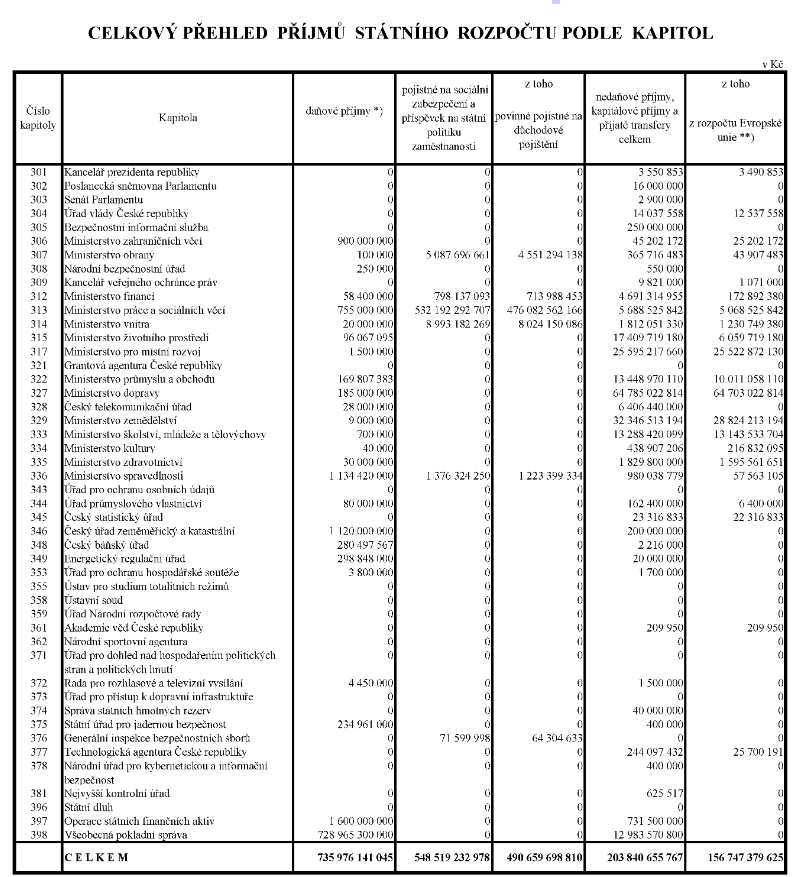 CELKOVÝ PŘEHLED PŘÍJMŮ STÁTNÍHO ROZPOČTU PODLE KAPITOL
v Kč
Číslo kapitoly | Kapitola | daňové příjmy *) | pojistné na sociální zabezpečení a příspěvek na státní politiku zaměstnanosti | z toho povinné pojistné na důchodové pojištění | nedaňové příjmy, kapitálové příjmy a přijaté transfery celkem | z toho z rozpočtu Evropské unie **)
301 Kancelář prezidenta republiky 0 0 0 3 550 853 3 490 853
302 Poslanecká sněmovna Parlamentu 0 0 0 16 000 000 0
303 Senát Parlamentu 0 0 0 2 900 000 0
304 Úřad vlády České republiky 0 0 0 14 037 558 12 537 558
305 Bezpečnostní informační služba 0 0 0 250 000 000 0
306 Ministerstvo zahraničních věcí 900 000 000 0 0 45 202 172 25 202 172
307 Ministerstvo obrany 100 000 5 087 696 661 4 551 294 138 365 716 483 43 907 483
308 Národní bezpečnostní úřad 250 000 0 0 550 000 0
309 Kancelář veřejného ochránce práv 0 0 0 9 821 000 1 071 000
312 Ministerstvo financí 58 400 000 798 137 093 713 988 453 4 691 314 955 172 892 380
313 Ministerstvo práce a sociálních věcí 755 000 000 532 192 292 707 476 082 562 166 5 688 525 842 5 068 525 842
314 Ministerstvo vnitra 20 000 000 8 993 182 269 8 024 150 086 1 812 051 330 1 230 749 380
315 Ministerstvo životního prostředí 96 067 095 0 0 17 409 719 180 6 059 719 180
317 Ministerstvo pro místní rozvoj 1 500 000 0 0 25 595 217 660 25 522 872 130
321 Grantová agentura České republiky 0 0 0 0 0
322 Ministerstvo průmyslu a obchodu 169 807 383 0 0 13 448 970 110 10 011 058 110
327 Ministerstvo dopravy 185 000 000 0 0 64 785 022 814 64 703 022 814
328 Český telekomunikační úřad 28 000 000 0 0 6 406 440 000 0
329 Ministerstvo zemědělství 9 000 000 0 0 32 346 513 194 28 824 213 194
333 Ministerstvo školství, mládeže a tělovýchovy 700 000 0 0 13 288 420 099 13 143 533 704
334 Ministerstvo kultury 40 000 0 0 438 907 206 216 832 095
335 Ministerstvo zdravotnictví 30 000 000 0 0 1 829 800 000 1 595 561 651
336 Ministerstvo spravedlnosti 1 134 420 000 1 376 324 250 1 223 399 334 980 038 779 57 563 105
343 Úřad pro ochranu osobních údajů 0 0 0 0 0
344 Úřad průmyslového vlastnictví 80 000 000 0 0 162 400 000 6 400 000
345 Český statistický úřad 0 0 0 23 316 833 22 316 833
346 Český úřad zeměměřický a katastrální 1 120 000 000 0 0 200 000 000 0
348 Český báňský úřad 280 497 567 0 0 2 216 000 0
349 Energetický regulační úřad 298 848 000 0 0 20 000 000 0
353 Úřad pro ochranu hospodářské soutěže 3 800 000 0 0 1 700 000 0
355 Ústav pro studium totalitních režimů 0 0 0 0 0
358 Ústavní soud 0 0 0 0 0
359 Úřad Národní rozpočtové rady 0 0 0 0 0
361 Akademie věd České republiky 0 0 0 209 950 209 950
362 Národní sportovní agentura 0 0 0 0 0
371 Úřad pro dohled nad hospodařením politických 0 0 0 0 0
stran a politických hnutí
372 Rada pro rozhlasové a televizní vysílání 4 450 000 0 0 1 500 000 0
373 Úřad pro přístup k dopravní infrastruktuře 0 0 0 0 0
374 Správa státních hmotných rezerv 0 0 0 40 000 000 0
375 Státní úřad pro jadernou bezpečnost 234 961 000 0 0 400 000 0
376 Generální inspekce bezpečnostních sborů 0 71 599 998 64 304 633 0 0
377 Technologická agentura České republiky 0 0 0 244 097 432 25 700 191
378 Národní úřad pro kybernetickou a informační 0 0 0 400 000 0
bezpečnost
381 Nejvyšší kontrolní úřad 0 0 0 625 517 0
396 Státní dluh 0 0 0 0 0
397 Operace státních finančních aktiv 1 600 000 000 0 0 731 500 000 0
398 Všeobecná pokladní správa 728 965 300 000 0 0 12 983 570 800 0
C E L K E M 735 976 141 045 548 519 232 978 490 659 698 810 203 840 655 767 156 747 379 625